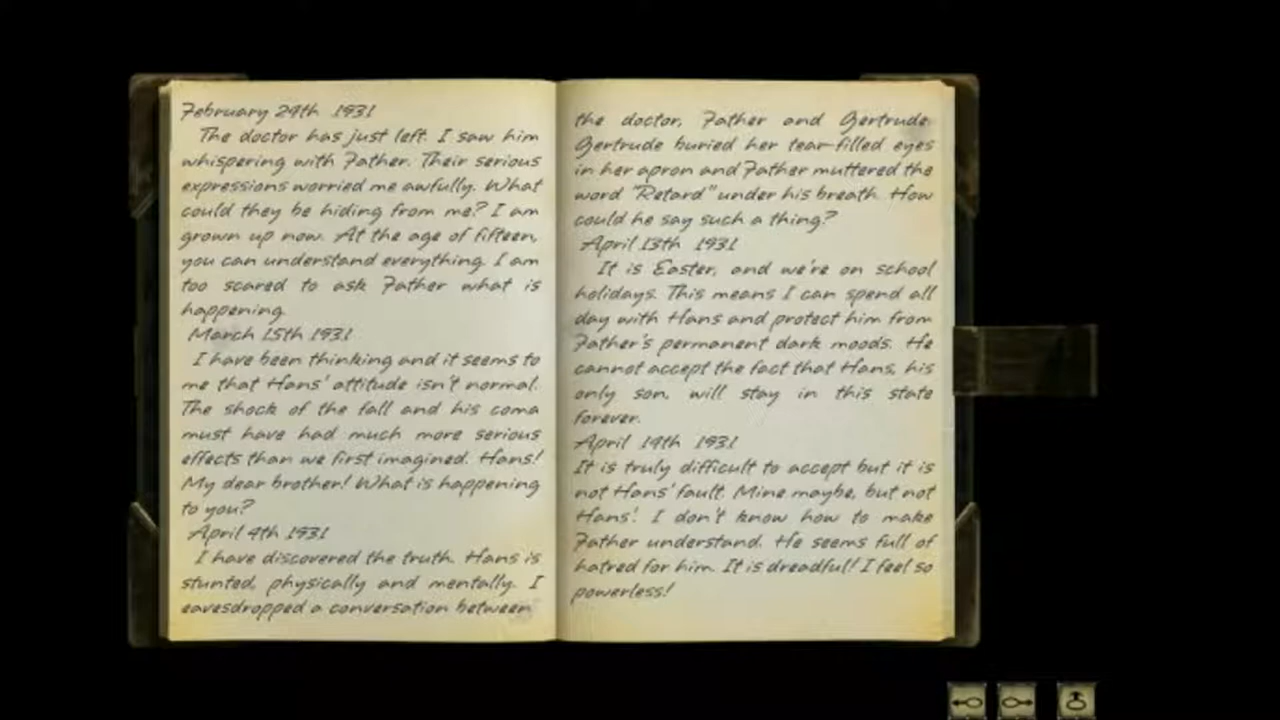 February 29th 1931
The doctor has just left. I saw him
whispering with Father. Their serious
expressions worried me awfully. What
could they be hiding from me? I am
grown up now. At the age of fifteen,
you can understand everything. I am
too scared to ask Father what is
happening.
March 15th 1931
I have been thinking and it seems to
me that Hans' attitude isn't normal.
The shock of the fall and his coma
must have had much more serious
effects than we first imagined. Hans!
My dear brother! What is happening
to you?
April 9th 1931
I have discovered the truth. Hans is
stunted, physically and mentally. I
eavesdropped a conversation between
the doctor, Father and Gertrude.
Gertrude buried her tear-filled eyes
in her apron and Father muttered the
word "Retard" under his breath. How
could he say such a thing?
April 13th 1931
It is Easter, and we're on school
holidays. This means I can spend all
day with Hans and protect him from
Father's permanent dark moods. He
cannot accept the fact that Hans, his
only son, will stay in this state
forever.
April 19th 1931
It is truly difficult to accept but it is
not Hans' fault. Mine maybe, but not
Hans'. I don't know how to make
Father understand. He seems full of
hatred for him. It is dreadful! I feel so
powerless!